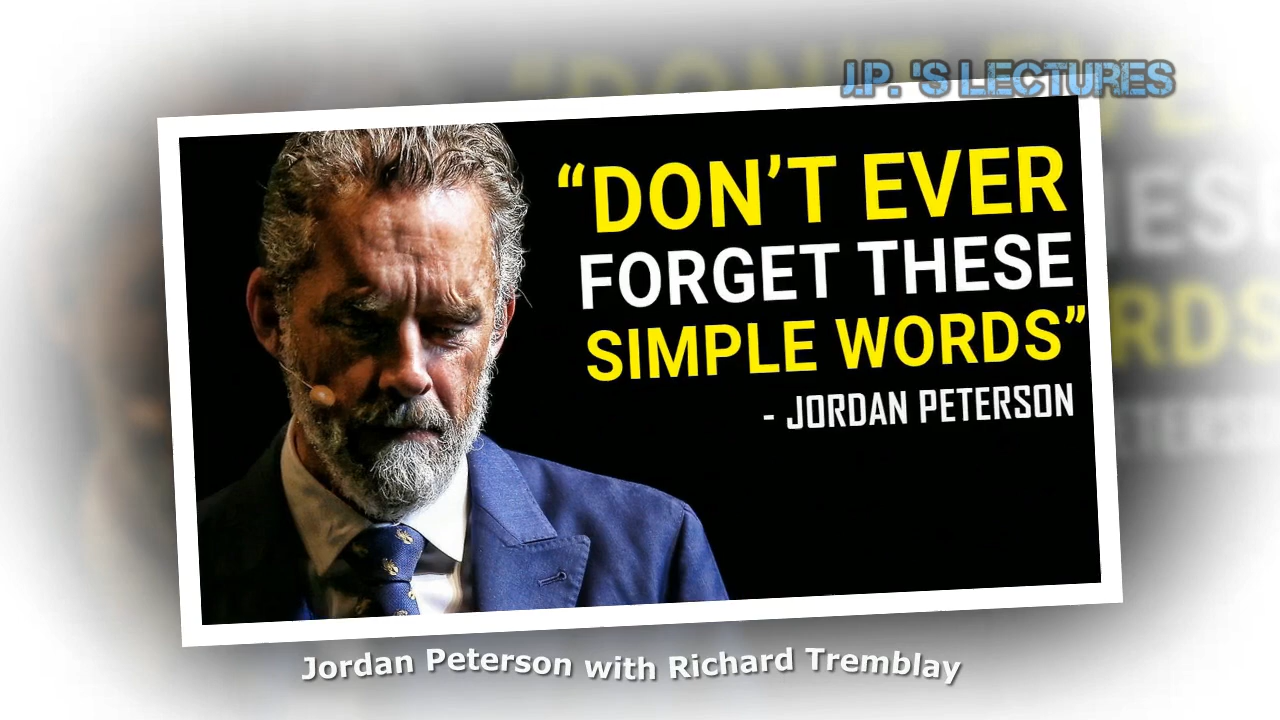 J.P. 'S LECTURES
“DON’T EVER
FORGET THESE
SIMPLE WORDS”
- JORDAN PETERSON
Jordan Peterson with Richard Tremblay